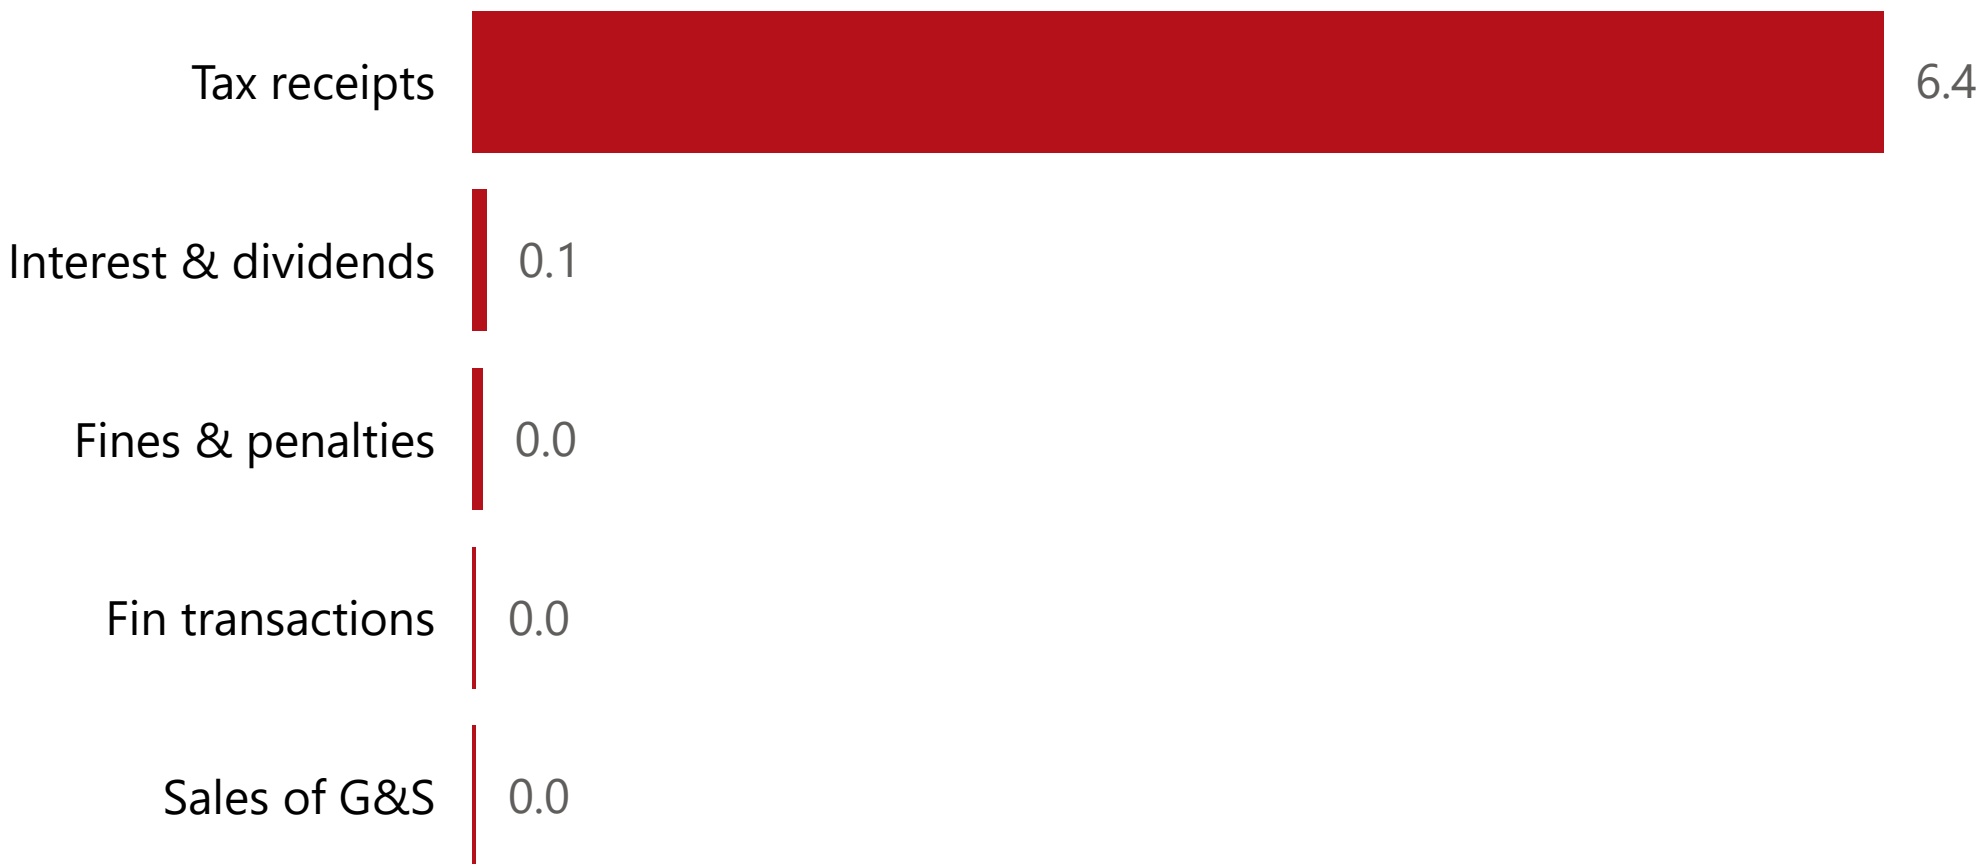 Tax receipts 6.4
Interest & dividends 0.1
Fines & penalties 0.0
Fin transactions 0.0
Sales of G&S 0.0